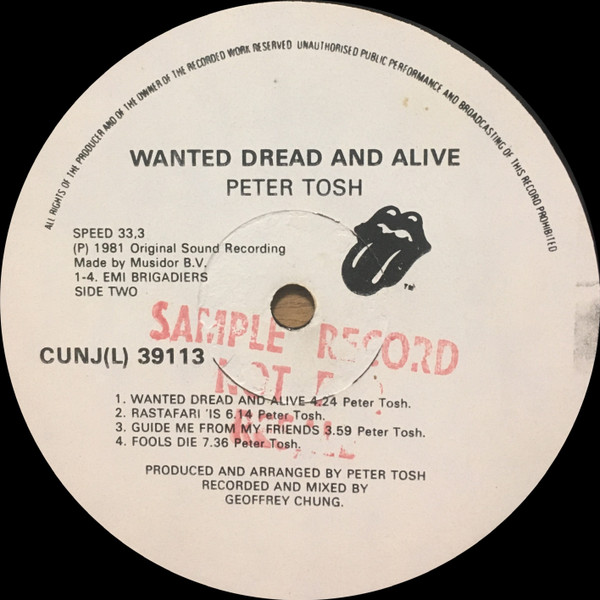 ALL RIGHTS OF THE PRODUCER AND OF THE OWNER OF THE RECORDED WORK RESERVED UNAUTHORISED PUBLIC PERFORMANCE AND BROADCASTING OF THIS RECORD PROHIBITED
WANTED DREAD AND ALIVE
PETER TOSH
SPEED 33,3
(P) 1981 Original Sound Recording
Made by Musidor B.V.
1-4. EMI BRIGADIERS
SIDE TWO
TM
SAMPLE RECORD
NOT
CUNJ(L) 39113
1. WANTED DREAD AND ALIVE 4.24 Peter Tosh.
2. RASTAFARI 'IS 6.14 Peter Tosh.
3. GUIDE ME FROM MY FRIENDS 3.59 Peter Tosh.
4. FOOLS DIE 7.36 Peter Tosh.
PRODUCED AND ARRANGED BY PETER TOSH
RECORDED AND MIXED BY
GEOFFREY CHUNG.